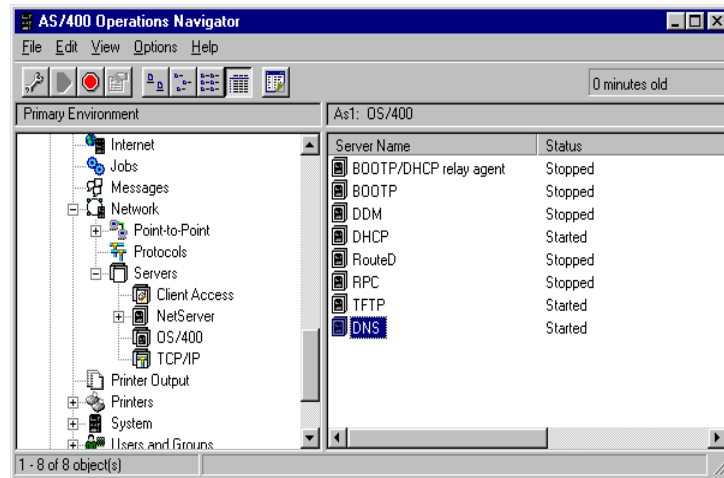 AS/400 Operations Navigator
File Edit View Options Help
0 minutes old
Primary Environment
As1: OS/400
Internet
Jobs
Messages
Network
Point-to-Point
Protocols
Servers
Client Access
NetServer
OS/400
TCP/IP
Printer Output
Printers
System
Users and Groups
Server Name Status
BOOTP/DHCP relay agent Stopped
BOOTP Stopped
DDM Stopped
DHCP Started
RouteD Stopped
RPC Stopped
TFTP Started
DNS Started
1 - 8 of 8 object(s)